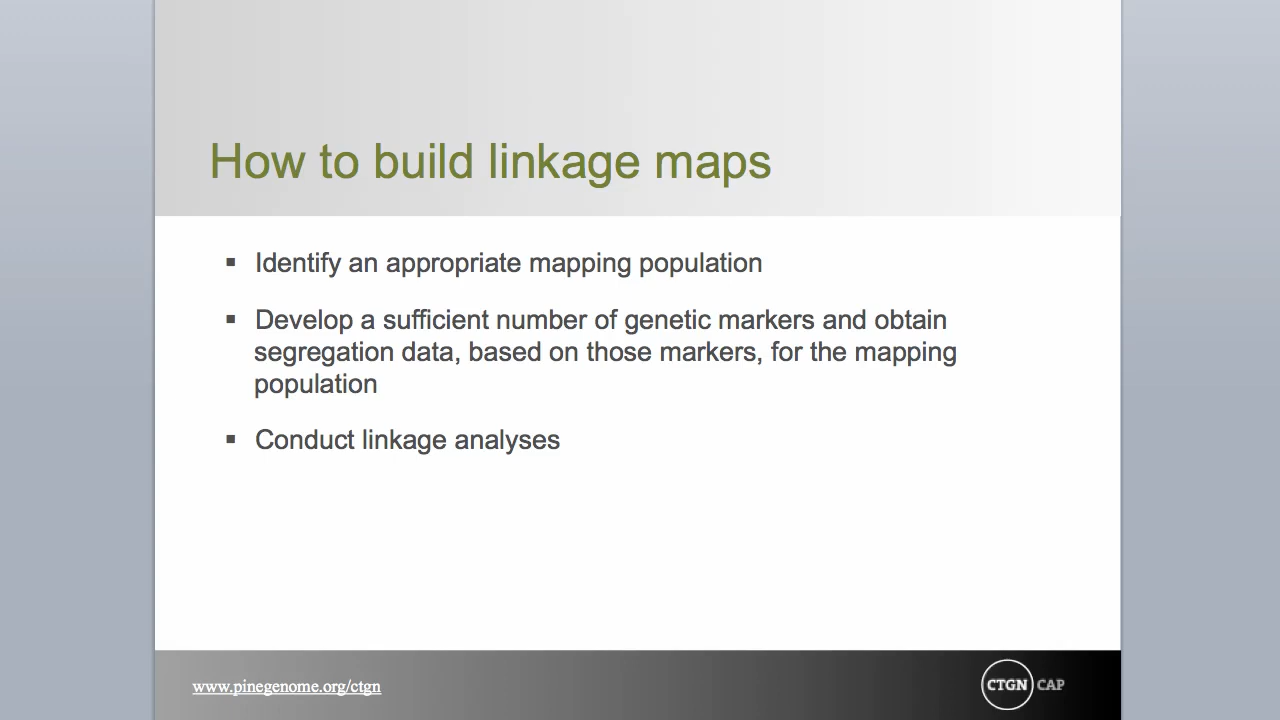 How to build linkage maps
▪ Identify an appropriate mapping population
▪ Develop a sufficient number of genetic markers and obtain
segregation data, based on those markers, for the mapping
population
▪ Conduct linkage analyses
www.pinegenome.org/ctgn
CTGN CAP